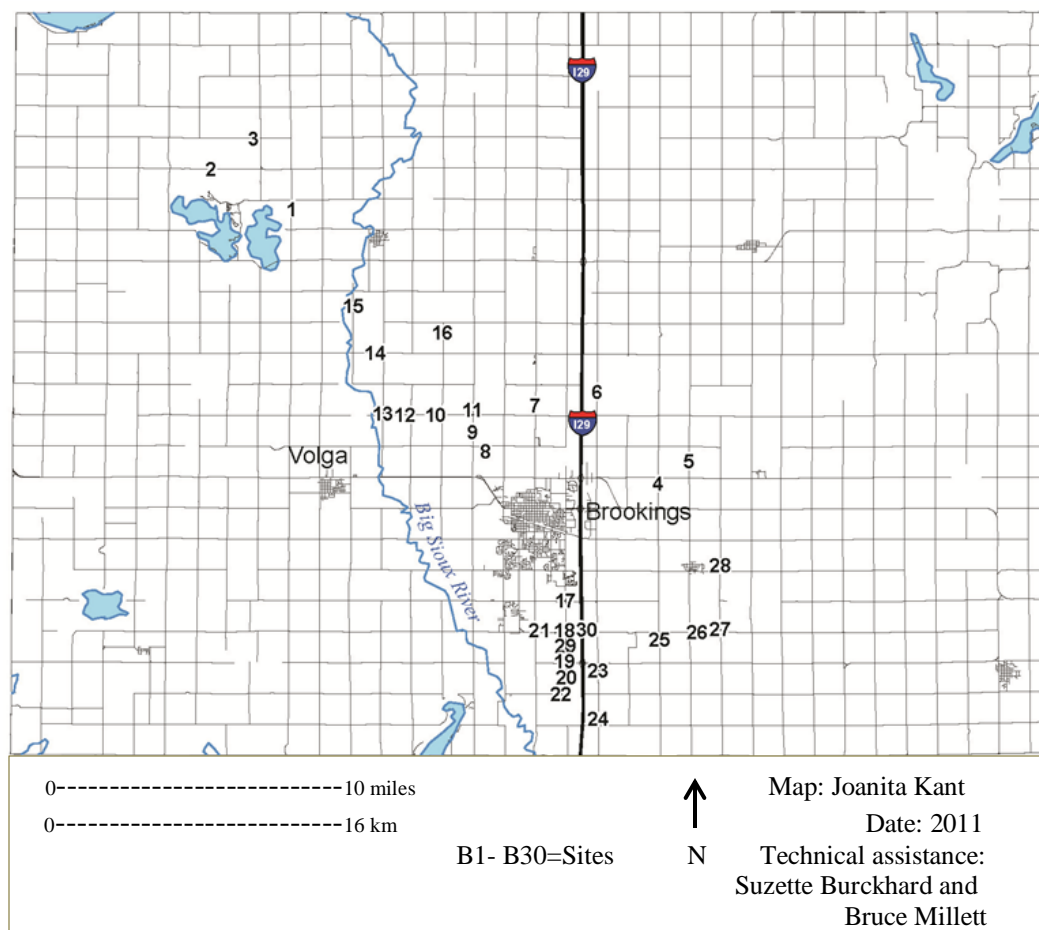 I29
3
2
1
15
16
14
6
7
13 12 10 11
I29
9
8
Volga
5
4
Brookings
Big Sioux River
28
17
21 18 30
25 26 27
29
19
23
20
22
24
0-----------------------------10 miles
0-----------------------------16 km
B1- B30=Sites
N
Map: Joanita Kant
Date: 2011
Technical assistance:
Suzette Burckhard and
Bruce Millett